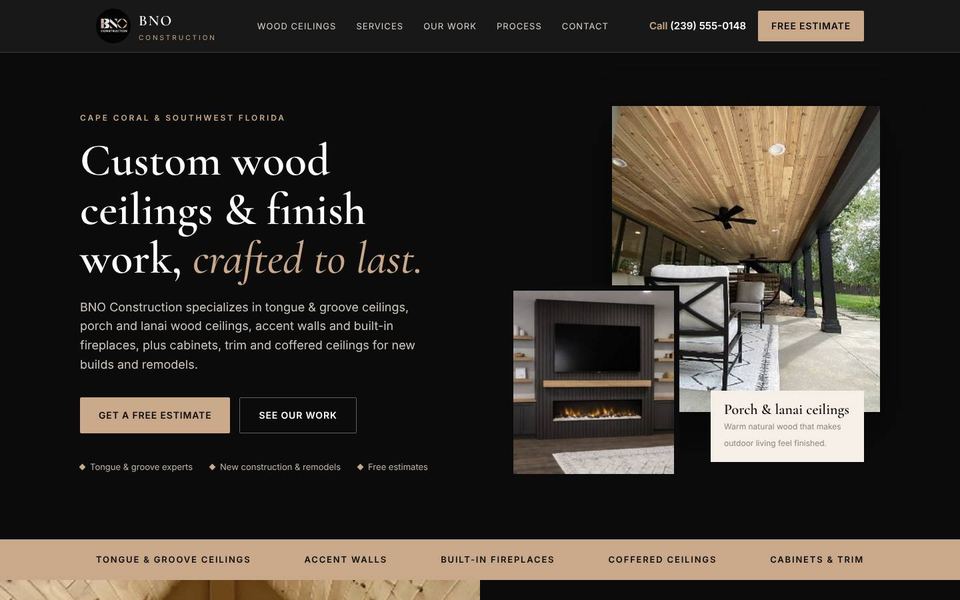 BNO
CONSTRUCTION
BNO
CONSTRUCTION
WOOD CEILINGS
SERVICES
OUR WORK
PROCESS
CONTACT
Call (239) 555-0148
FREE ESTIMATE
CAPE CORAL & SOUTHWEST FLORIDA
Custom wood
ceilings & finish
work, crafted to last.
BNO Construction specializes in tongue & groove ceilings,
porch and lanai wood ceilings, accent walls and built-in
fireplaces, plus cabinets, trim and coffered ceilings for new
builds and remodels.
GET A FREE ESTIMATE
SEE OUR WORK
Tongue & groove experts
New construction & remodels
Free estimates
Porch & lanai ceilings
Warm natural wood that makes
outdoor living feel finished.
TONGUE & GROOVE CEILINGS
ACCENT WALLS
BUILT-IN FIREPLACES
COFFERED CEILINGS
CABINETS & TRIM